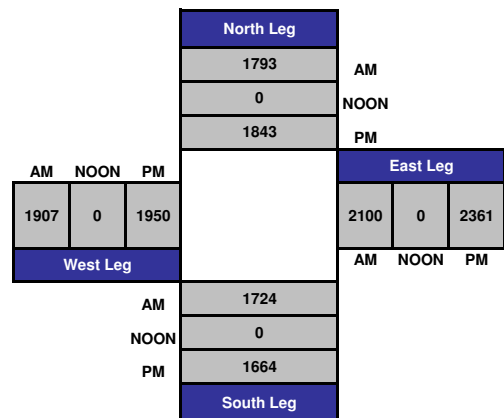 North Leg
1793 AM
0 NOON
1843 PM
AM NOON PM
East Leg
1907 0 1950
2100 0 2361
West Leg
AM NOON PM
AM 1724
NOON 0
PM 1664
South Leg